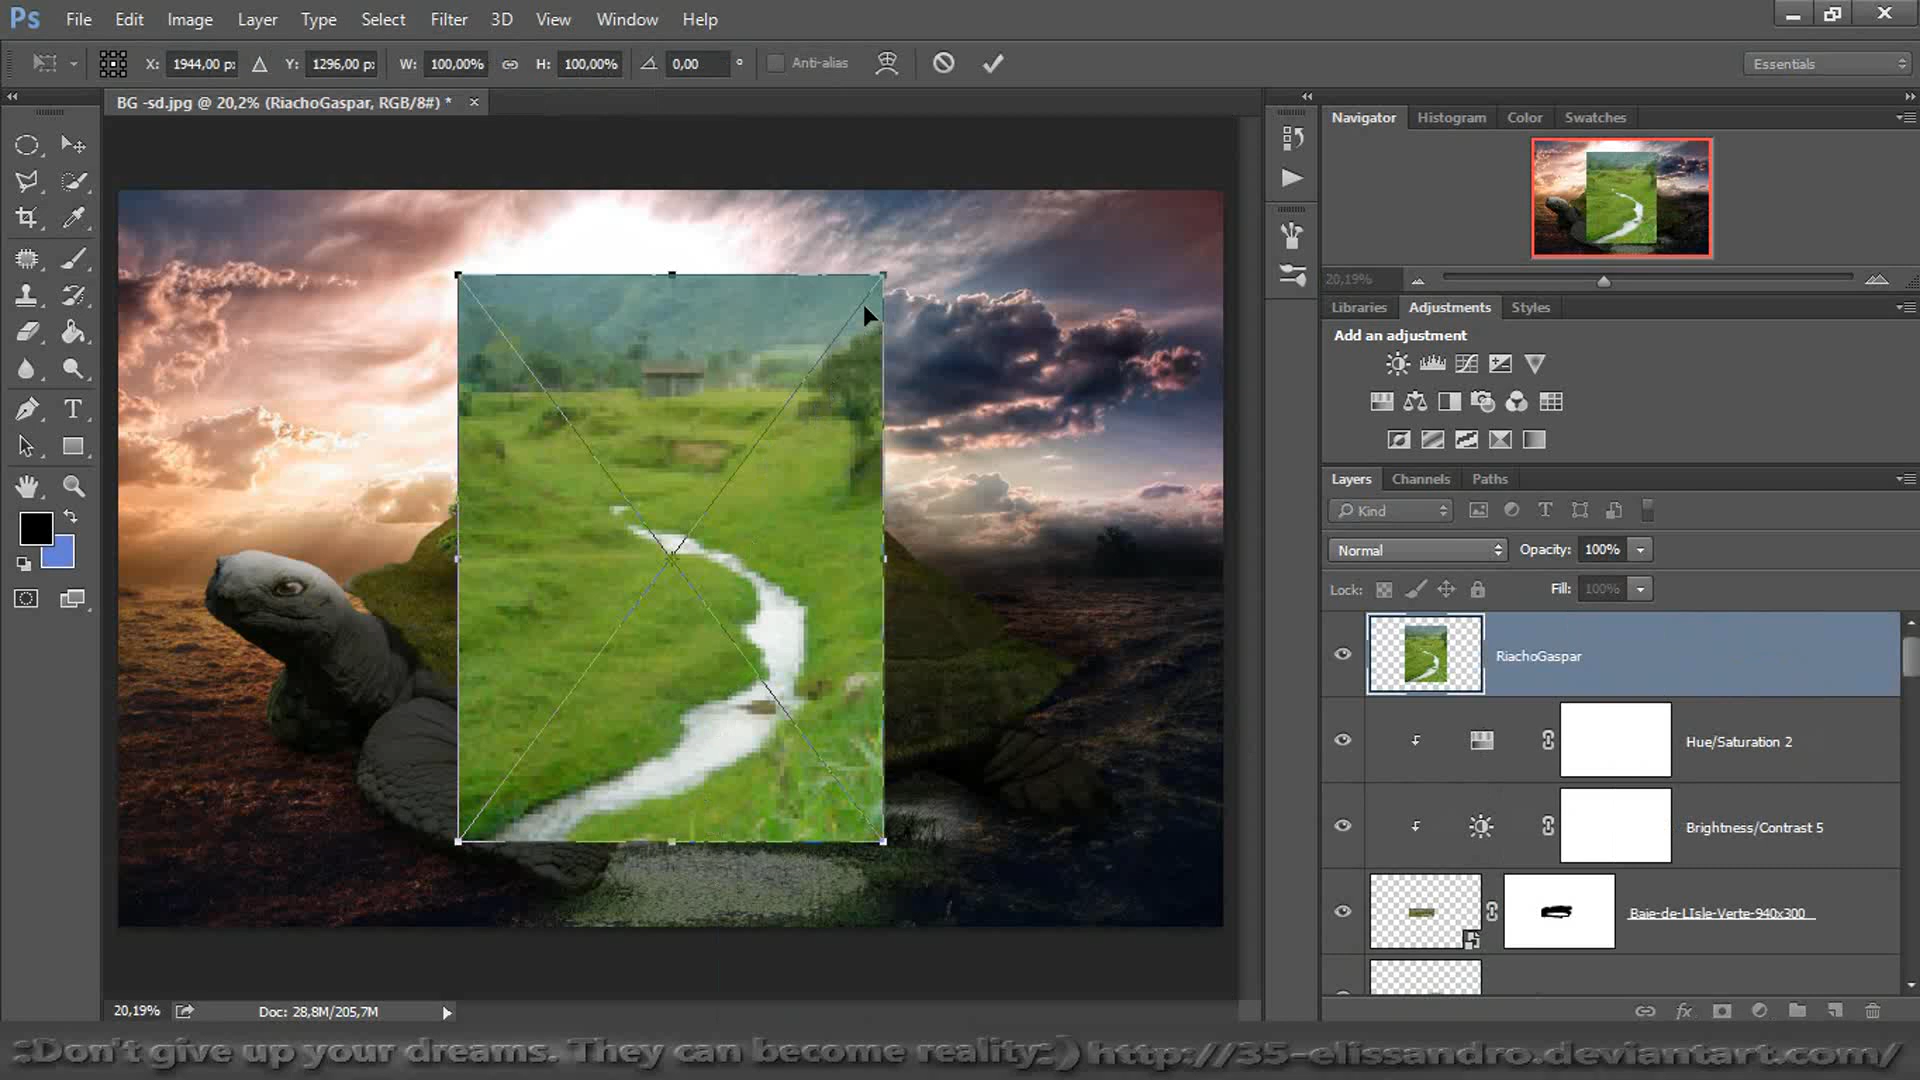 Ps File Edit Image Layer Type Select Filter 3D View Window Help
X: 1944,00 p: Y: 1296,00 p: W: 100,00% H: 100,00% 0,00 ° Anti-alias Essentials
BG -sd.jpg @ 20,2% (RiachoGaspar, RGB/8#) *
Navigator Histogram Color Swatches
20,19%
Libraries Adjustments Styles
Add an adjustment
Layers Channels Paths
Kind
Normal Opacity: 100%
Lock: Fill: 100%
RiachoGaspar
Hue/Saturation 2
Brightness/Contrast 5
Baie-de-LIsle-Verte-940x300
20,19% Doc: 28,8M/205,7M
::Don't give up your dreams. They can become reality::) http://35-elissandro.deviantart.com/